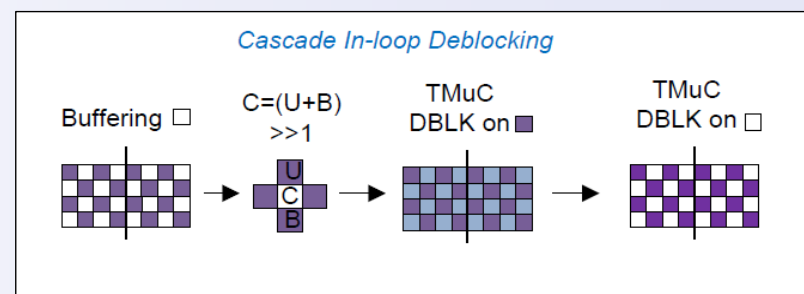 Cascade In-loop Deblocking
Buffering
C=(U+B)
>>1
TMuC
DBLK on
TMuC
DBLK on
U
C
B